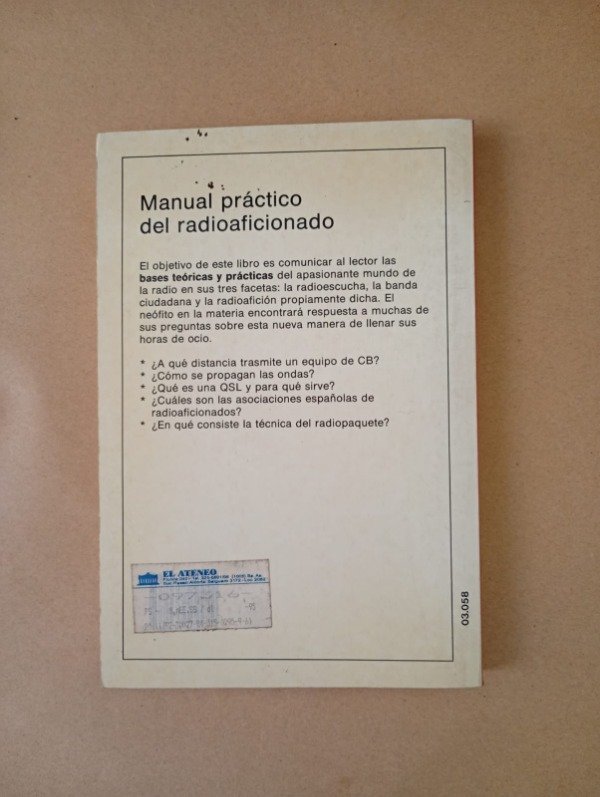 Manual práctico
del radioaficionado
El objetivo de este libro es comunicar al lector las
bases teóricas y prácticas del apasionante mundo de
la radio en sus tres facetas: la radioescucha, la banda
ciudadana y la radioafición propiamente dicha. El
neófito en la materia encontrará respuesta a muchas de
sus preguntas sobre esta nueva manera de llenar sus
horas de ocio.
* ¿A qué distancia trasmite un equipo de CB?
* ¿Cómo se propagan las ondas?
* ¿Qué es una QSL y para qué sirve?
* ¿Cuáles son las asociaciones españolas de
radioaficionados?
* ¿En qué consiste la técnica del radiopaquete?
EL ATENEO
03.058